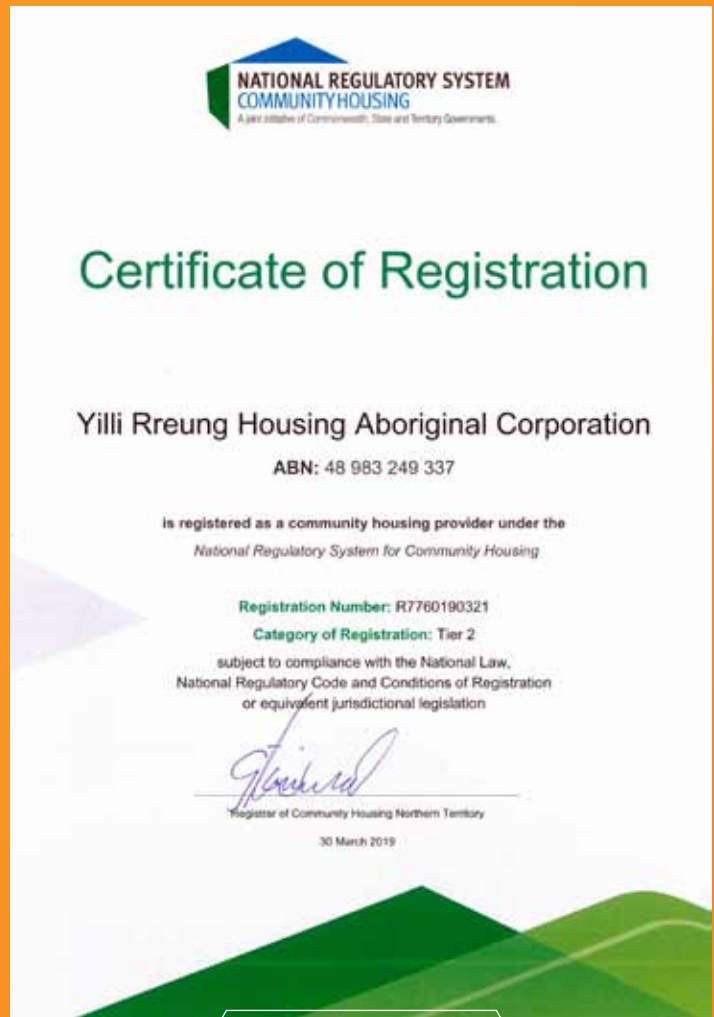 NATIONAL REGULATORY SYSTEM
COMMUNITYHOUSING
A joint initiative of Commonwealth, State and Territory Governments
Certificate of Registration
Yilli Rreung Housing Aboriginal Corporation
ABN: 48 983 249 337
is registered as a community housing provider under the
National Regulatory System for Community Housing
Registration Number: R7760190321
Category of Registration: Tier 2
subject to compliance with the National Law,
National Regulatory Code and Conditions of Registration
or equivalent jurisdictional legislation
Registrar of Community Housing Northern Territory
30 March 2019